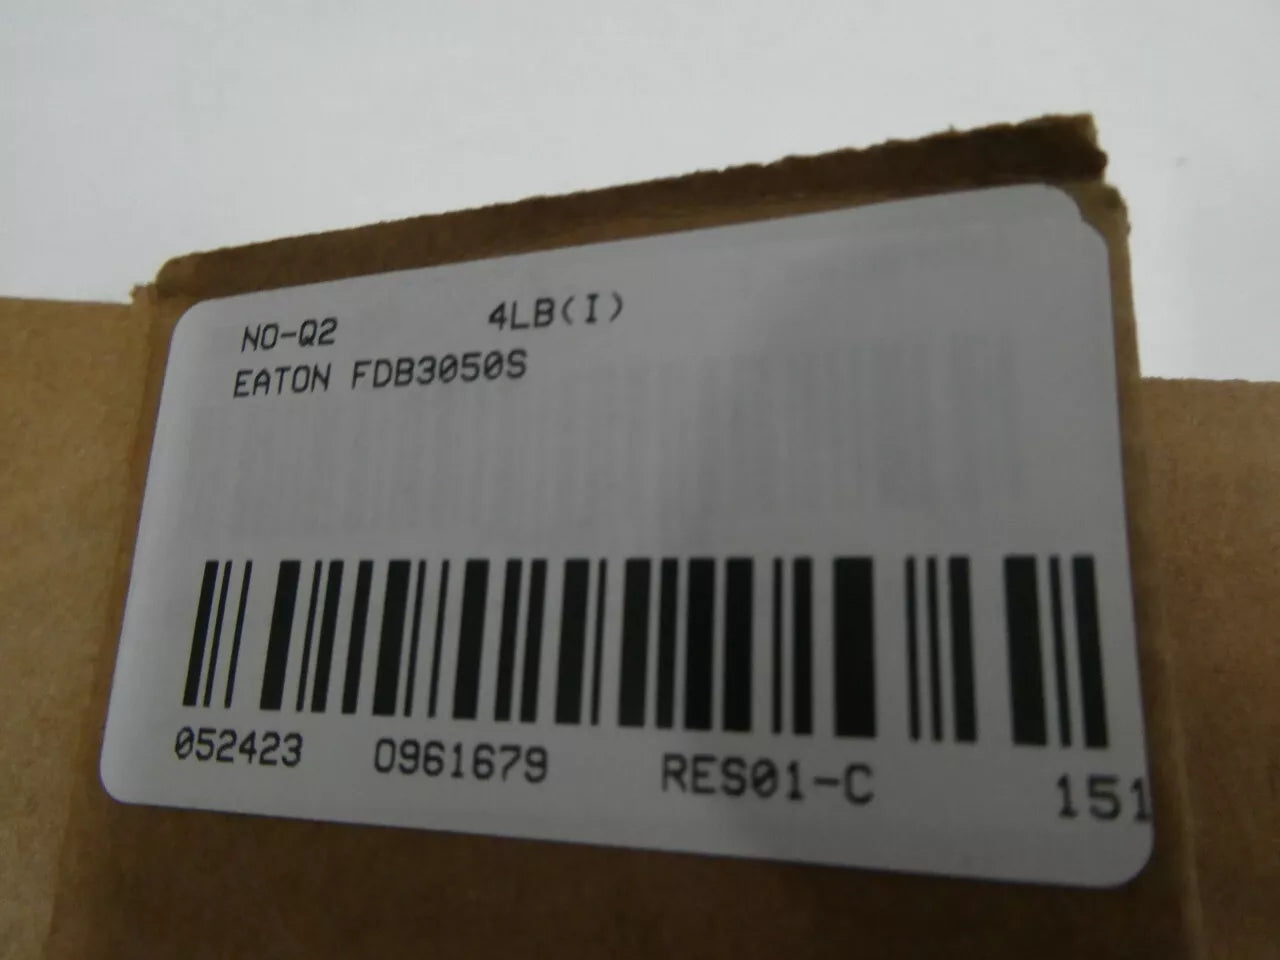 NO-Q2 4LB(I)
EATON FDB3050S
052423 0961679 RES01-C 151